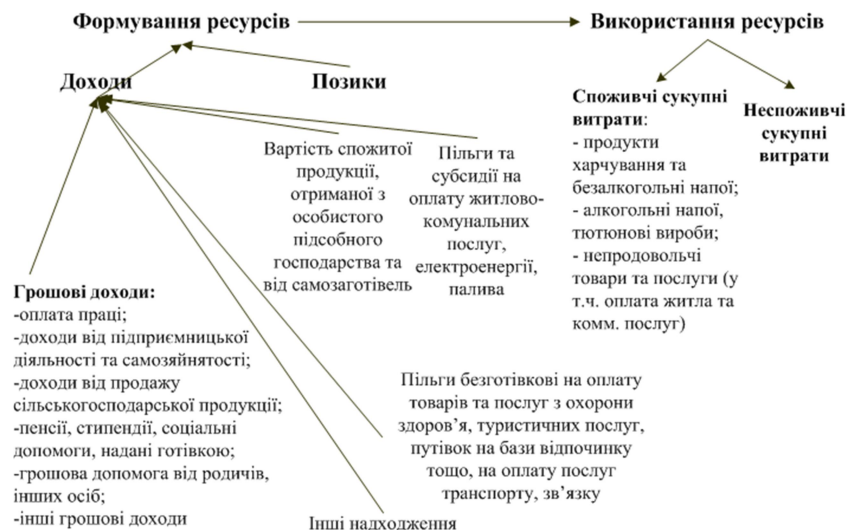 Формування ресурсів
Використання ресурсів
Доходи
Позики
Вартість спожитої
продукції,
отриманої з
особистого
підсобного
господарства та
від самозаготівель
Пільги та
субсидії на
оплату житлово-
комунальних
послуг,
електроенергії,
палива
Споживчі сукупні
витрати:
- продукти
харчування та
безалкогольні напої;
- алкогольні напої,
тютюнові вироби;
- непродовольчі
товари та послуги (у
т.ч. оплата житла та
комм. послуг)
Неспоживчі
сукупні
витрати
Грошові доходи:
-оплата праці;
-доходи від підприємницької
діяльності та самозяйнятості;
-доходи від продажу
сільськогосподарської продукції;
-пенсії, стипендії, соціальні
допомоги, надані готівкою;
-грошова допомога від родичів,
інших осіб;
-інші грошові доходи
Пільги безготівкові на оплату
товарів та послуг з охорони
здоров’я, туристичних послуг,
путівок на бази відпочинку
тощо, на оплату послуг
транспорту, зв’язку
Інші надходження